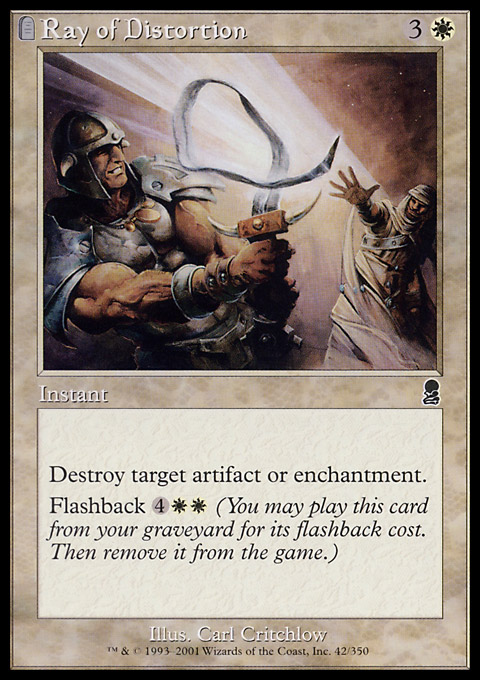 Ray of Distortion 3
Instant
Destroy target artifact or enchantment.
Flashback 4 (You may play this card
from your graveyard for its flashback cost.
Then remove it from the game.)
Illus. Carl Critchlow
™ & © 1993-2001 Wizards of the Coast, Inc. 42/350